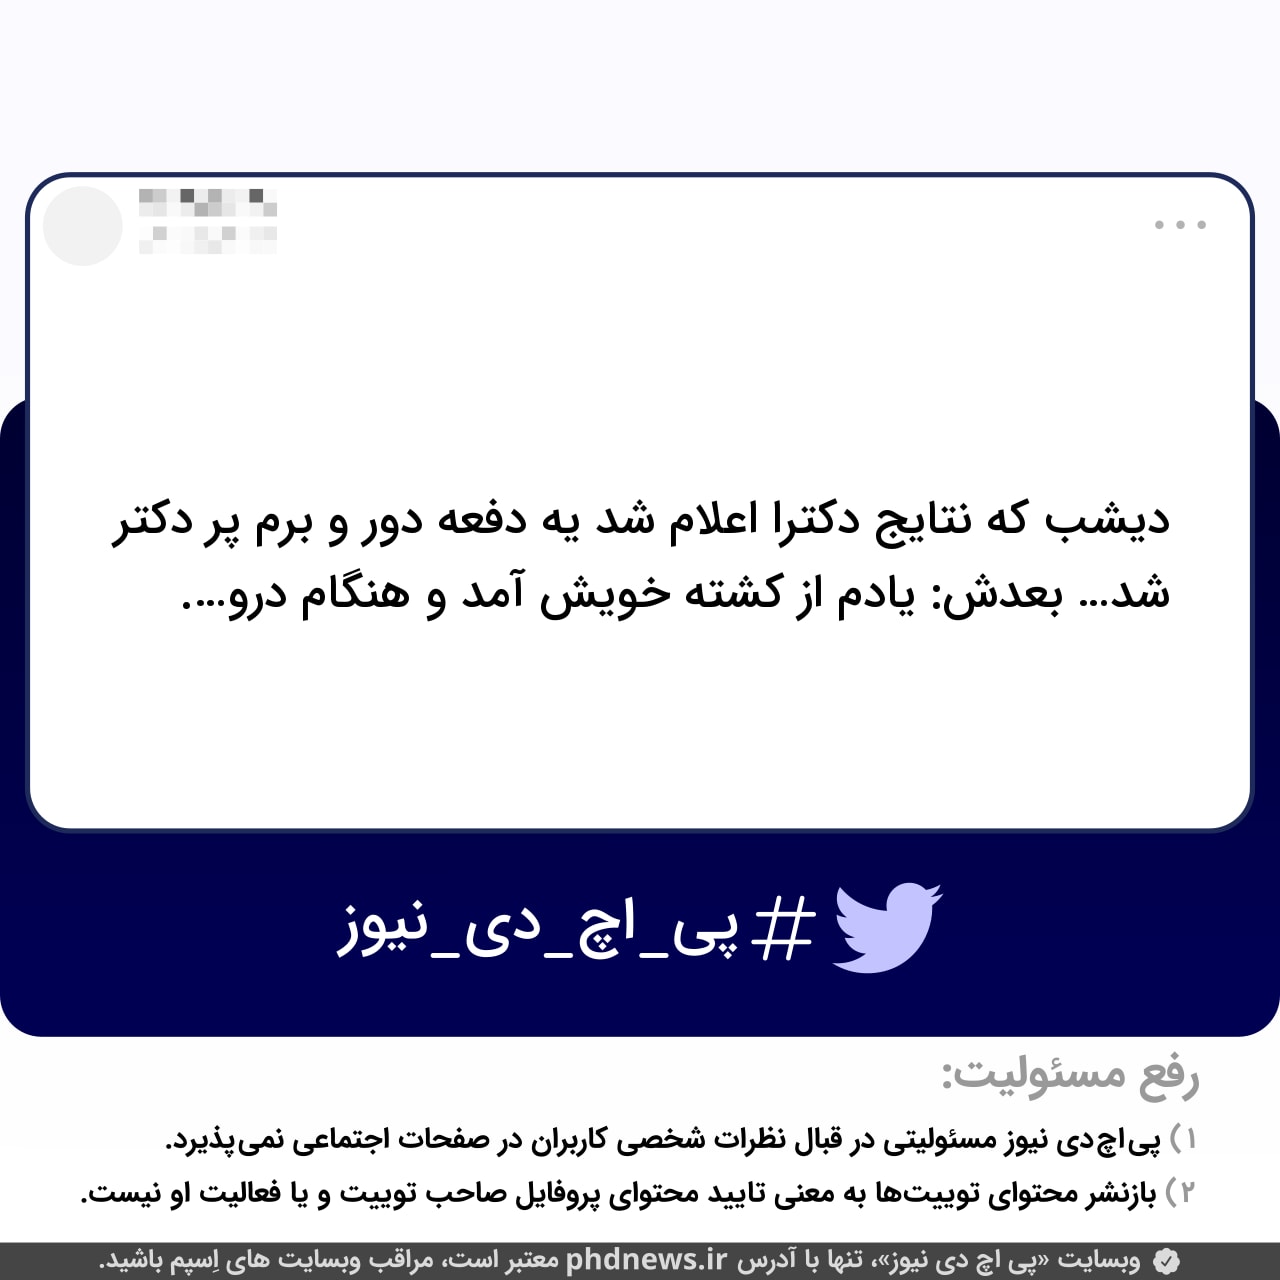 دیشب که نتایج دکترا اعلام شد یه دفعه دور و برم پر دکتر
شد... بعدش: یادم از کشته خویش آمد و هنگام درو....
#پی_اچ_دی_نیوز
رفع مسئولیت:
۱) پی‌اچ‌دی نیوز مسئولیتی در قبال نظرات شخصی کاربران در صفحات اجتماعی نمی‌پذیرد.
۲) بازنشر محتوای توییت‌ها به معنی تایید محتوای پروفایل صاحب توییت و یا فعالیت او نیست.
وبسایت «پی اچ دی نیوز»، تنها با آدرس phdnews.ir معتبر است، مراقب وبسایت های اِسپم باشید.